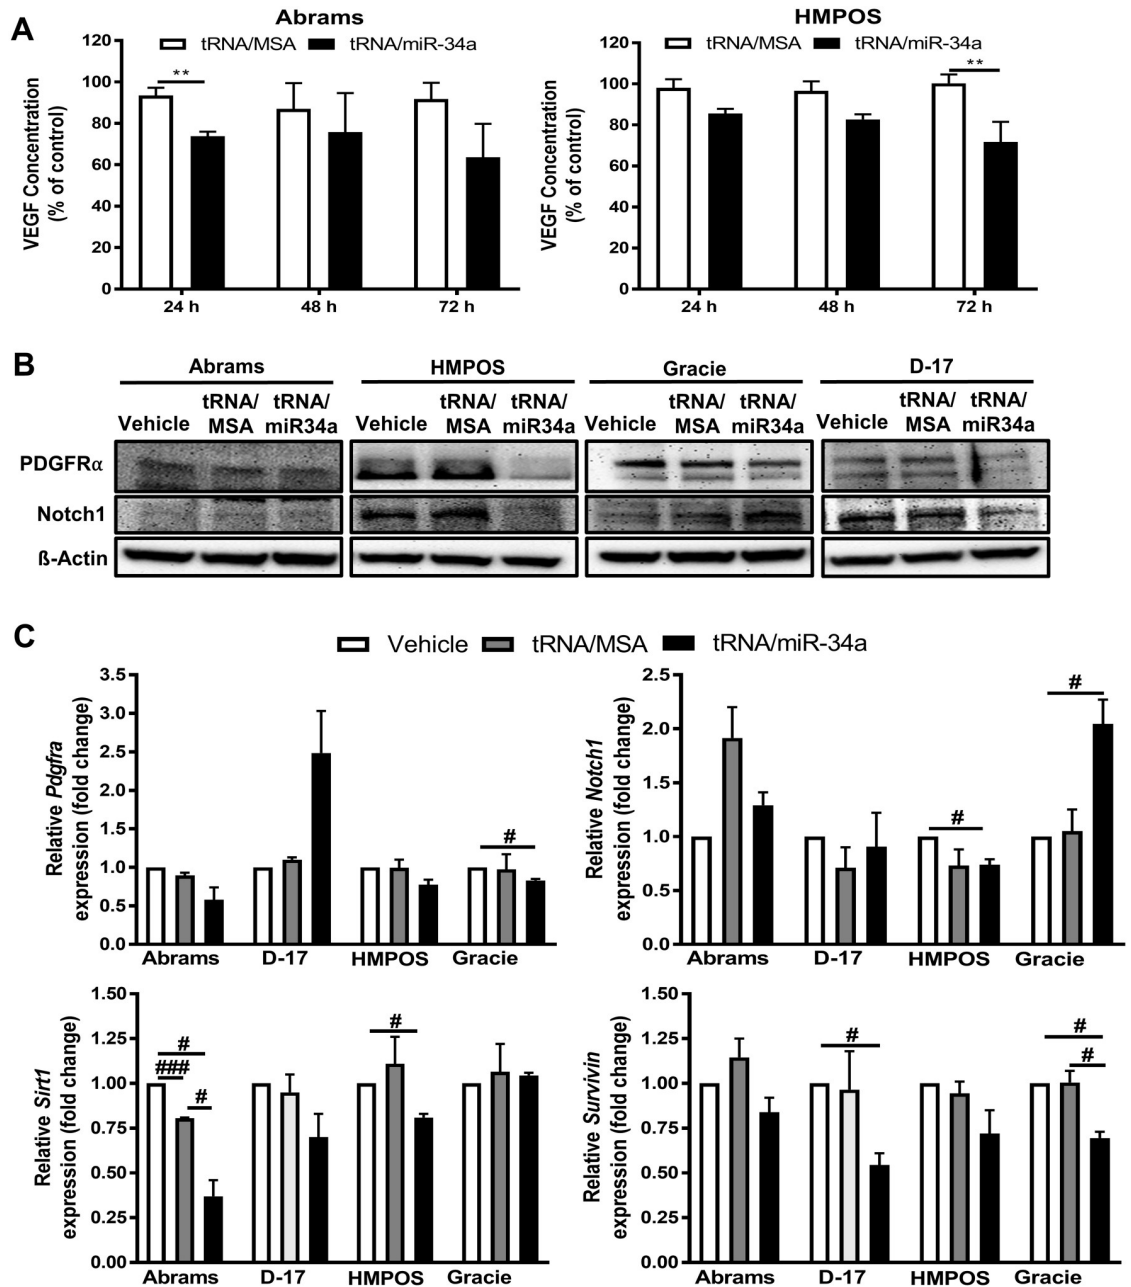 A
Abrams
tRNA/MSA tRNA/miR-34a
**
VEGF Concentration
(% of control)
120
100
80
60
40
20
0
24 h 48 h 72 h
HMPOS
tRNA/MSA tRNA/miR-34a
**
VEGF Concentration
(% of control)
120
100
80
60
40
20
0
24 h 48 h 72 h
B
Abrams HMPOS Gracie D-17
Vehicle tRNA/MSA tRNA/miR34a Vehicle tRNA/MSA tRNA/miR34a Vehicle tRNA/MSA tRNA/miR34a Vehicle tRNA/MSA tRNA/miR34a
PDGFRα
Notch1
ß-Actin
C
Vehicle tRNA/MSA tRNA/miR-34a
Relative Pdgfra
expression (fold change)
3.5
3.0
2.5
2.0
1.5
1.0
0.5
0.0
#
Abrams D-17 HMPOS Gracie
Relative Notch1
expression (fold change)
2.5
2.0
1.5
1.0
0.5
0.0
# #
Abrams D-17 HMPOS Gracie
Relative Sirt1
expression (fold change)
1.50
1.25
1.00
0.75
0.50
0.25
0.00
#
###
#
#
Abrams D-17 HMPOS Gracie
Relative Survivin
expression (fold change)
1.50
1.25
1.00
0.75
0.50
0.25
0.00
#
#
#
Abrams D-17 HMPOS Gracie